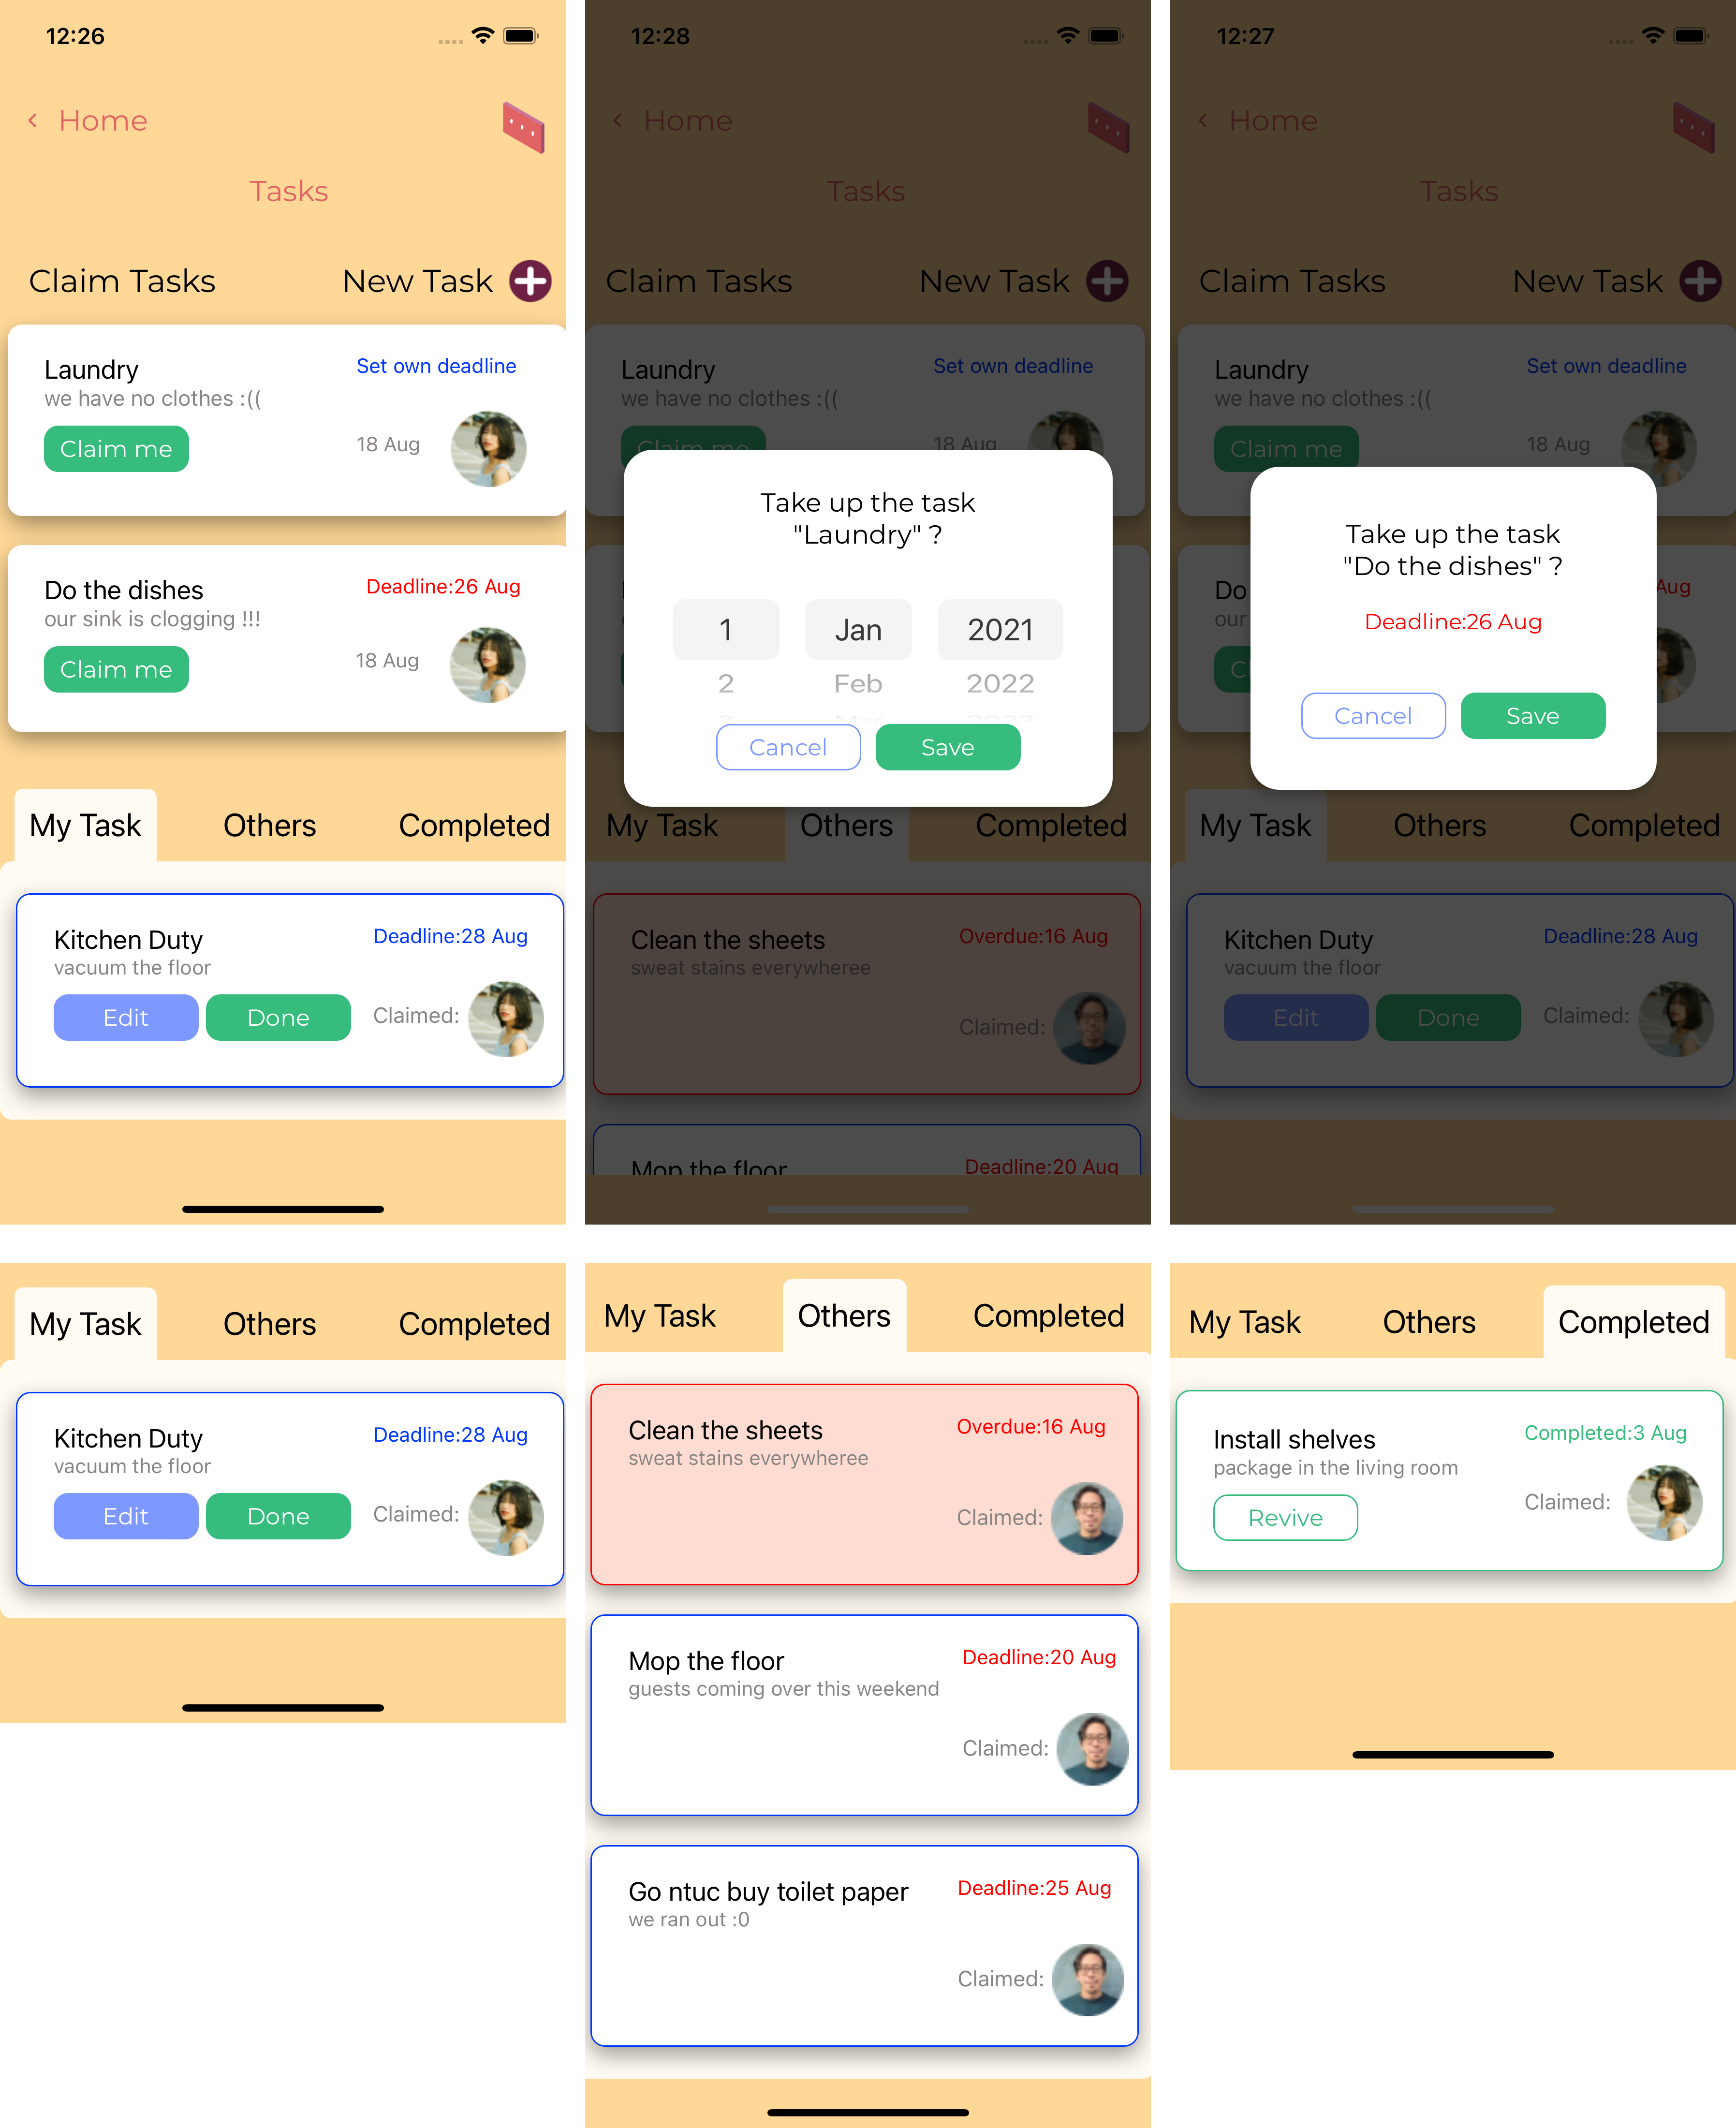 12:26
Home
Tasks
Claim Tasks New Task
Laundry Set own deadline
we have no clothes :((
Claim me 18 Aug
Do the dishes Deadline:26 Aug
our sink is clogging !!!
Claim me 18 Aug
My Task Others Completed
Kitchen Duty Deadline:28 Aug
vacuum the floor
Edit Done Claimed:
12:28
Home
Tasks
Claim Tasks New Task
Laundry Set own deadline
we have no clothes :((
Claim me 18 Aug
Take up the task
"Laundry" ?
1 Jan 2021
2 Feb 2022
3 Mar 2023
Cancel Save
My Task Others Completed
Clean the sheets Overdue:16 Aug
sweat stains everywheree
Claimed:
Mop the floor Deadline:20 Aug
12:27
Home
Tasks
Claim Tasks New Task
Laundry Set own deadline
we have no clothes :((
Claim me 18 Aug
Do Aug
our
Take up the task
"Do the dishes" ?
Deadline:26 Aug
Cancel Save
My Task Others Completed
Kitchen Duty Deadline:28 Aug
vacuum the floor
Edit Done Claimed:
My Task Others Completed
Kitchen Duty Deadline:28 Aug
vacuum the floor
Edit Done Claimed:
My Task Others Completed
Clean the sheets Overdue:16 Aug
sweat stains everywheree
Claimed:
Mop the floor Deadline:20 Aug
guests coming over this weekend
Claimed:
Go ntuc buy toilet paper Deadline:25 Aug
we ran out :0
Claimed:
My Task Others Completed
Install shelves Completed:3 Aug
package in the living room
Revive Claimed: